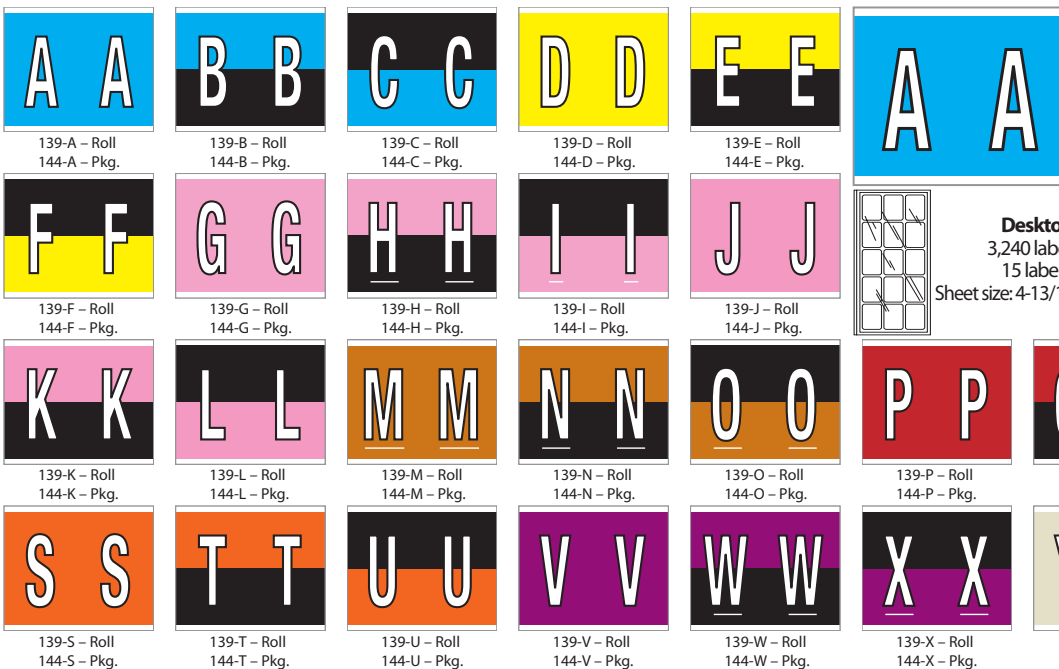 A A
B B
C C
D D
E E
A A
139-A – Roll
144-A – Pkg.
139-B – Roll
144-B – Pkg.
139-C – Roll
144-C – Pkg.
139-D – Roll
144-D – Pkg.
139-E – Roll
144-E – Pkg.
F F
G G
H H
I I
J J
3,240
15
Sheet size:
139-F – Roll
144-F – Pkg.
139-G – Roll
144-G – Pkg.
139-H – Roll
144-H – Pkg.
139-I – Roll
144-I – Pkg.
139-J – Roll
144-J – Pkg.
K K
L L
M M
N N
O O
P P
139-K – Roll
144-K – Pkg.
139-L – Roll
144-L – Pkg.
139-M – Roll
144-M – Pkg.
139-N – Roll
144-N – Pkg.
139-O – Roll
144-O – Pkg.
139-P – Roll
144-P – Pkg.
S S
T T
U U
V V
W W
X X
139-S – Roll
144-S – Pkg.
139-T – Roll
144-T – Pkg.
139-U – Roll
144-U – Pkg.
139-V – Roll
144-V – Pkg.
139-W – Roll
144-W – Pkg.
139-X – Roll
144-X – Pkg.